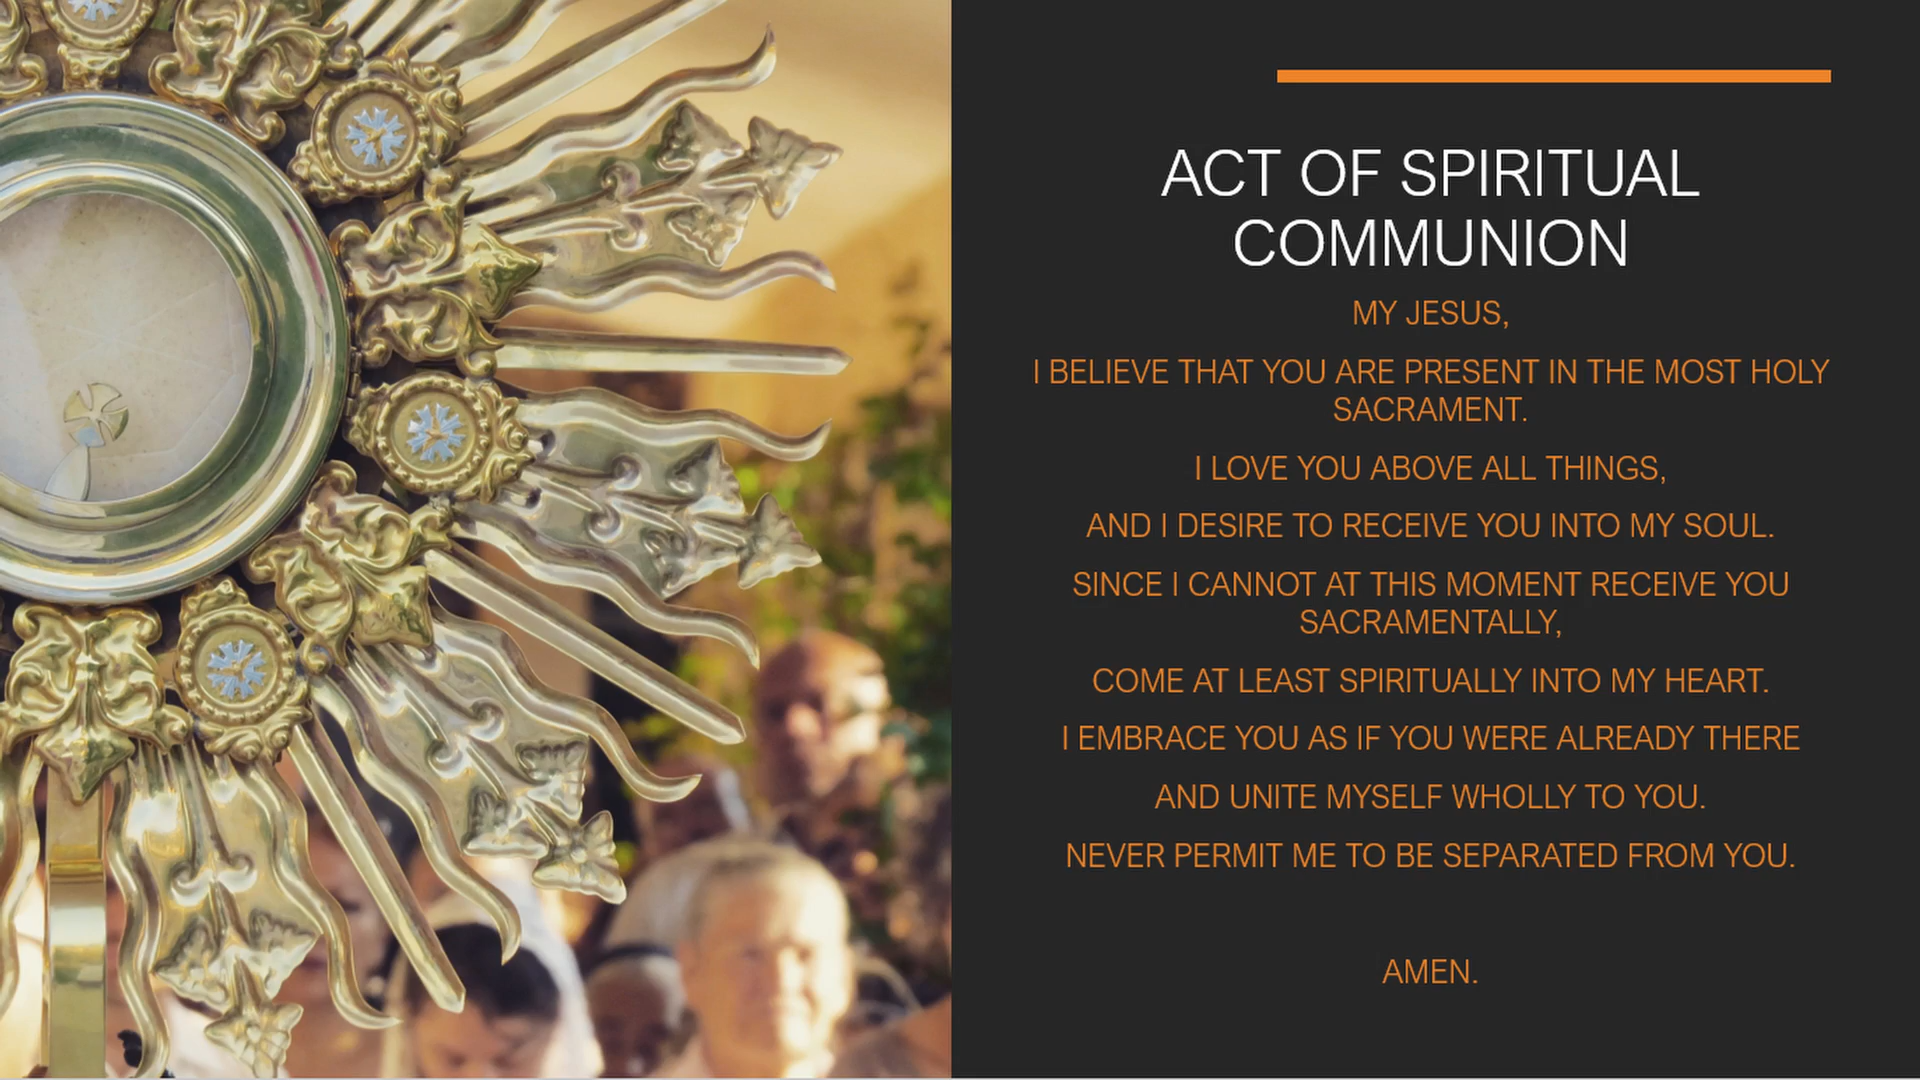 ACT OF SPIRITUAL
COMMUNION
MY JESUS,
I BELIEVE THAT YOU ARE PRESENT IN THE MOST HOLY
SACRAMENT.
I LOVE YOU ABOVE ALL THINGS,
AND I DESIRE TO RECEIVE YOU INTO MY SOUL.
SINCE I CANNOT AT THIS MOMENT RECEIVE YOU
SACRAMENTALLY,
COME AT LEAST SPIRITUALLY INTO MY HEART.
I EMBRACE YOU AS IF YOU WERE ALREADY THERE
AND UNITE MYSELF WHOLLY TO YOU.
NEVER PERMIT ME TO BE SEPARATED FROM YOU.
AMEN.